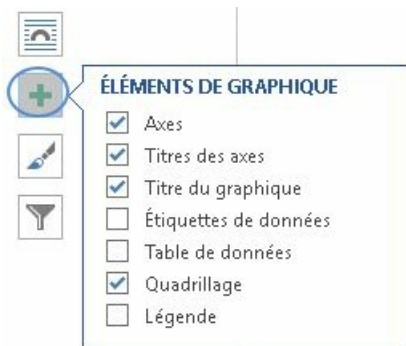 ÉLÉMENTS DE GRAPHIQUE
Axes
Titres des axes
Titre du graphique
Étiquettes de données
Table de données
Quadrillage
Légende